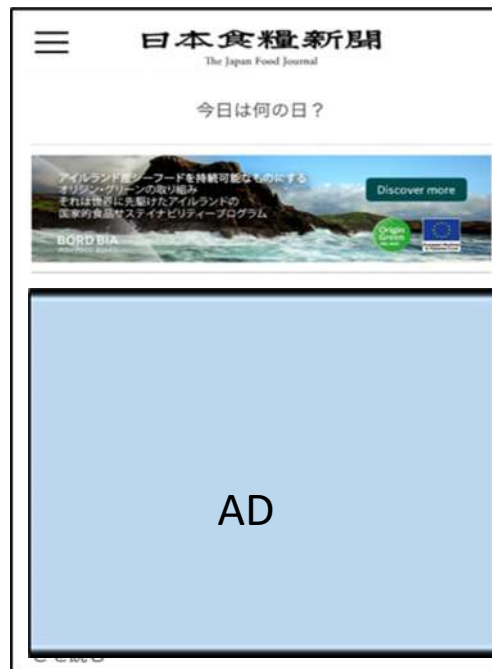 日本食糧新聞
The Japan Food Journal
今日は何の日？
アイルランド産シーフードを持続可能なものにする
オリジン・グリーンの取り組み
それは世界に先駆けたアイルランドの
国家的食品サステイナビリティープログラム
Discover more
BORD BIA
Origin
Green
AD